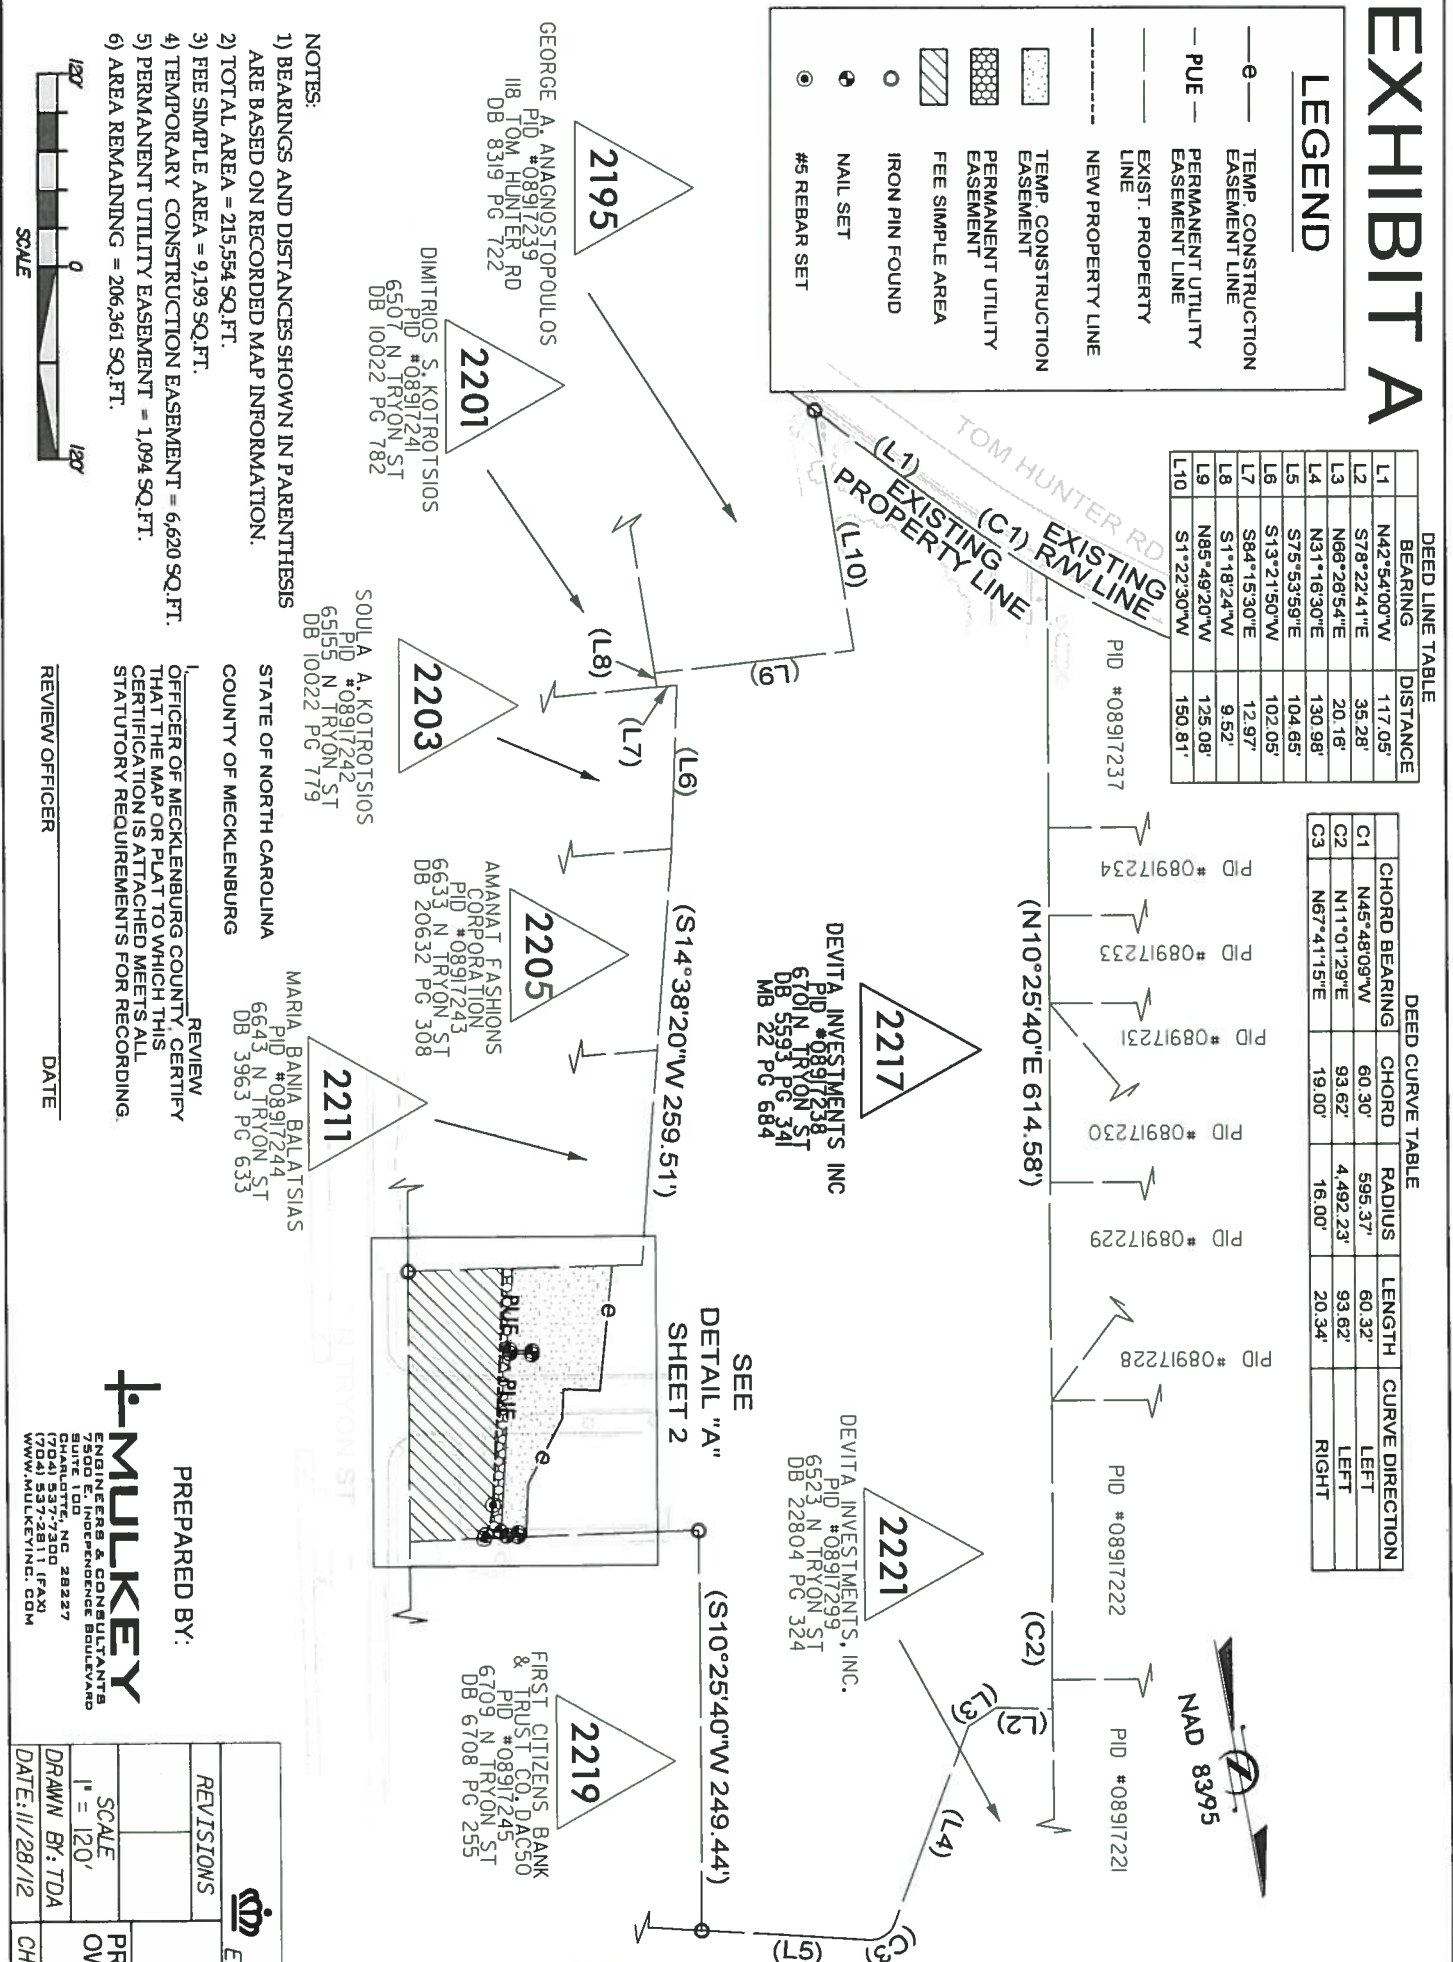 EXHIBIT A
LEGEND
e
TEMP. CONSTRUCTION
EASEMENT LINE
PUE
PERMANENT UTILITY
EASEMENT LINE
EXIST. PROPERTY
LINE
NEW PROPERTY LINE
TEMP. CONSTRUCTION
EASEMENT
PERMANENT UTILITY
EASEMENT
FEE SIMPLE AREA
IRON PIN FOUND
NAIL SET
#5 REBAR SET
DEED LINE TABLE
BEARING DISTANCE
L1 N42°54'00"W 117.05'
L2 S78°22'41"E 35.28'
L3 N66°26'54"E 20.16'
L4 N31°16'30"E 130.98'
L5 S75°53'59"E 104.65'
L6 S13°21'50"W 102.05'
L7 S84°15'30"E 12.97'
L8 S1°18'24"W 9.52'
L9 N85°49'20"W 125.08'
L10 S1°22'30"W 150.81'
DEED CURVE TABLE
CHORD BEARING CHORD RADIUS LENGTH CURVE DIRECTION
C1 N45°48'09"W 60.30' 595.37' 60.32' LEFT
C2 N11°01'29"E 93.62' 4,492.23' 93.62' LEFT
C3 N67°41'15"E 19.00' 16.00' 20.34' RIGHT
NAD 83/95
TOM HUNTER RD
EXISTING
R/W LINE
(C1)
(L1)
EXISTING
PROPERTY LINE
(L10)
(L9)
(L8)
(L7)
(L6)
PID #08917237
PID #08917234
PID #08917233
PID #08917231
PID #08917230
PID #08917229
PID #08917228
PID #08917222
PID #08917221
(N10°25'40"E 614.58')
(C2)
(L2)
(L3)
(L4)
(C3)
(L5)
2217
DEVITA INVESTMENTS INC
PID #08917238
6701 N TRYON ST
DB 5593 PG 341
MB 22 PG 684
2221
DEVITA INVESTMENTS, INC.
PID #08917299
6523 N TRYON ST
DB 22804 PG 324
(S14°38'20"W 259.51')
SEE
DETAIL "A"
SHEET 2
e
e
PUE
PUE
(S10°25'40"W 249.44')
2195
GEORGE A. ANAGNOSTOPOULOS
PID #08917239
118 TOM HUNTER RD
DB 8319 PG 722
2201
DIMITRIOS S. KOTROTSIOS
PID #08917241
6507 N TRYON ST
DB 10022 PG 782
2203
SOULA A. KOTROTSIOS
PID #08917242
65155 N TRYON ST
DB 10022 PG 779
2205
AMANAT FASHIONS
CORPORATION
PID #08917243
6633 N TRYON ST
DB 20632 PG 308
2211
MARIA BANIA BALATSIAS
PID #08917244
6643 N TRYON ST
DB 3963 PG 633
N TRYON ST
2219
FIRST CITIZENS BANK
& TRUST CO. DAC50
PID #08917245
6709 N TRYON ST
DB 6708 PG 255
NOTES:
1) BEARINGS AND DISTANCES SHOWN IN PARENTHESIS
ARE BASED ON RECORDED MAP INFORMATION.
2) TOTAL AREA = 215,554 SQ.FT.
3) FEE SIMPLE AREA = 9,193 SQ.FT.
4) TEMPORARY CONSTRUCTION EASEMENT = 6,620 SQ.FT.
5) PERMANENT UTILITY EASEMENT = 1,094 SQ.FT.
6) AREA REMAINING = 206,361 SQ.FT.
120' 0 120'
SCALE
STATE OF NORTH CAROLINA
COUNTY OF MECKLENBURG
I, REVIEW
OFFICER OF MECKLENBURG COUNTY, CERTIFY
THAT THE MAP OR PLAT TO WHICH THIS
CERTIFICATION IS ATTACHED MEETS ALL
STATUTORY REQUIREMENTS FOR RECORDING.
REVIEW OFFICER DATE
PREPARED BY:
MULKEY
ENGINEERS & CONSULTANTS
7500 E. INDEPENDENCE BOULEVARD
SUITE 100
CHARLOTTE, NC 28227
(704) 537-7300
(704) 537-2811 (FAX)
WWW.MULKEYINC.COM
REVISIONS
SCALE
1" = 120'
DRAWN BY: TDA
DATE: 11/28/12
E
PR
OW
CH